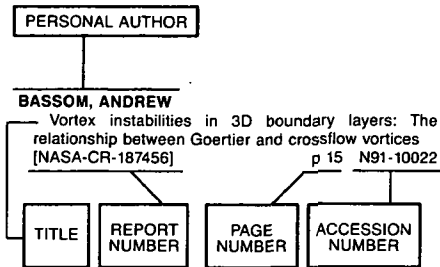 PERSONAL AUTHOR
BASSOM, ANDREW
Vortex instabilities in 3D boundary layers: The
relationship between Goertier and crossflow vortices
[NASA-CR-187456] p 15 N91-10022
TITLE
REPORT
NUMBER
PAGE
NUMBER
ACCESSION
NUMBER